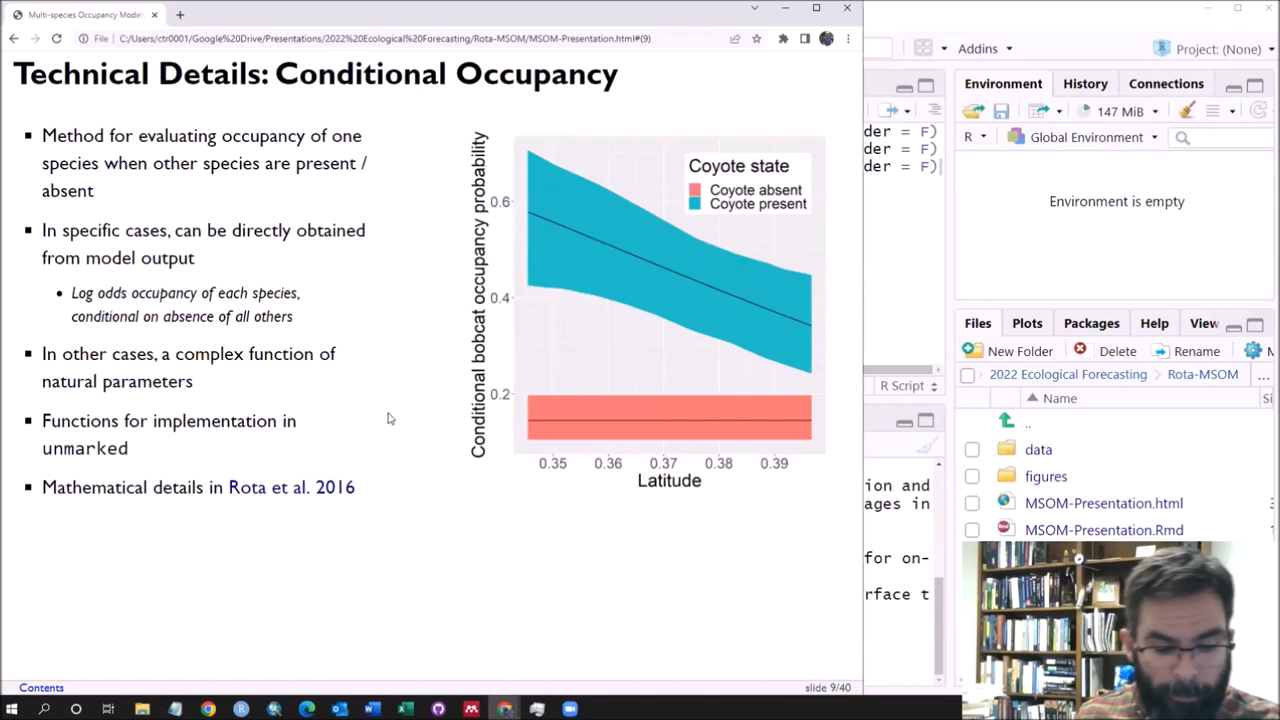 Multi-species Occupancy Model
File
C:/Users/ctr0001/Google%20Drive/Presentations/2022%20Ecological%20Forecasting/Rota-MSOM/MSOM-Presentation.html#(9)
Technical Details: Conditional Occupancy
Method for evaluating occupancy of one
species when other species are present /
absent
In specific cases, can be directly obtained
from model output
Log odds occupancy of each species,
conditional on absence of all others
In other cases, a complex function of
natural parameters
Functions for implementation in
unmarked
Mathematical details in Rota et al. 2016
Conditional bobcat occupancy probability
0.6
0.4
0.2
Coyote state
Coyote absent
Coyote present
0.35 0.36 0.37 0.38 0.39
Latitude
Contents
slide 9/40
Addins
Project: (None)
der = F)
der = F)
der = F)
R Script
ion and
ages in
for on-
rface t
Environment History Connections
147 MiB
R Global Environment
Environment is empty
Files Plots Packages Help View
New Folder Delete Rename M
2022 Ecological Forecasting Rota-MSOM ...
Name Si
..
data
figures
MSOM-Presentation.html
MSOM-Presentation.Rmd